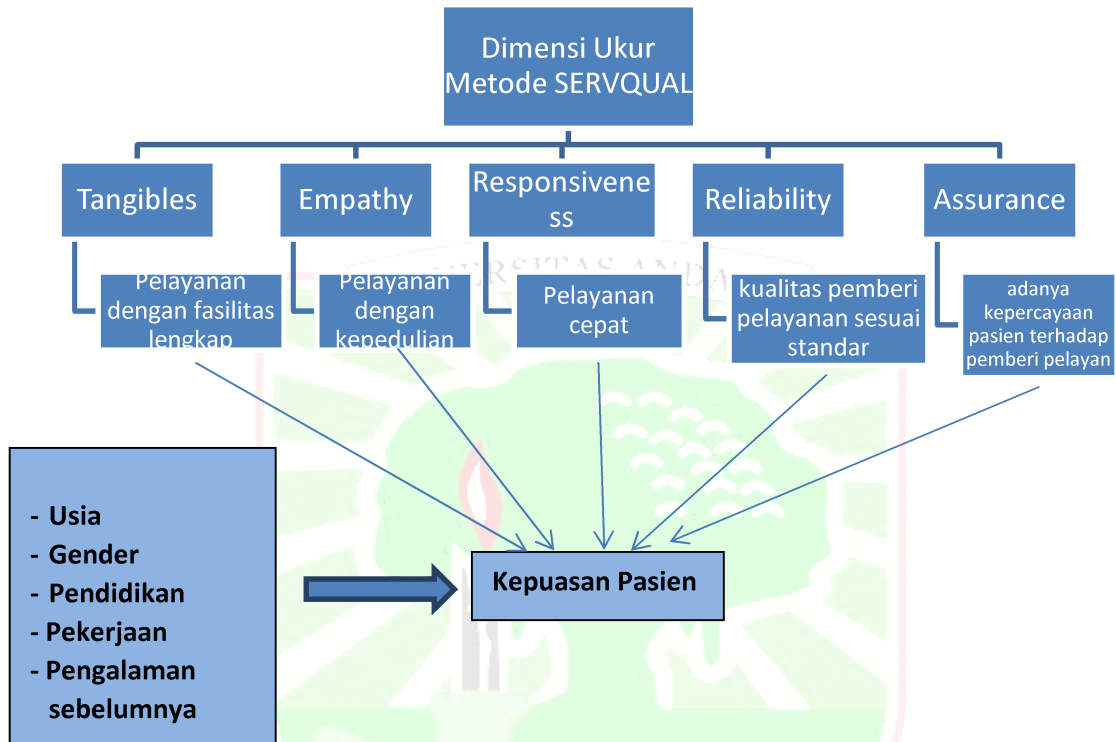 Dimensi Ukur
Metode SERVQUAL
Tangibles
Empathy
Responsivene
ss
Reliability
Assurance
Pelayanan
dengan fasilitas
lengkap
Pelayanan
dengan
kepedulian
Pelayanan
cepat
kualitas pemberi
pelayanan sesuai
standar
adanya
kepercayaan
pasien terhadap
pemberi pelayan
- Usia
- Gender
- Pendidikan
- Pekerjaan
- Pengalaman
sebelumnya
Kepuasan Pasien